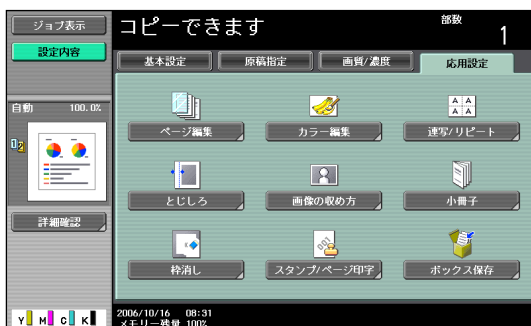 ジョブ表示
コピーできます
部数
1
設定内容
基本設定
原稿指定
画質/濃度
応用設定
自動 100.0%
1 2
ページ編集
カラー編集
A A
A A
連写/リピート
とじしろ
画像の収め方
小冊子
詳細確認
枠消し
スタンプ/ページ印字
ボックス保存
Y M C K
2006/10/16 08:31
メモリー残量 100%